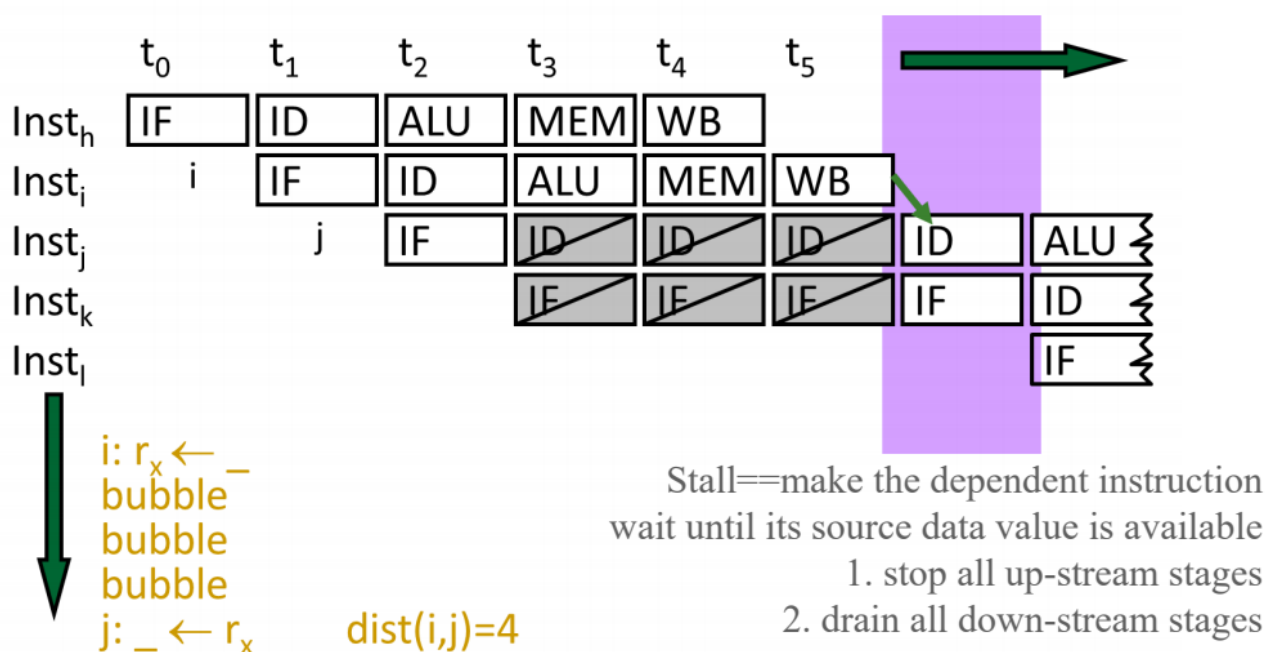 t₀ t₁ t₂ t₃ t₄ t₅
Instₕ IF ID ALU MEM WB
Instᵢ i IF ID ALU MEM WB
Instⱼ j IF ID ID ID ID ALU
Instₖ IF IF IF IF ID
Instₗ IF
i: rₓ ← _
bubble
bubble
bubble
j: _ ← rₓ dist(i,j)=4
Stall==make the dependent instruction
wait until its source data value is available
1. stop all up-stream stages
2. drain all down-stream stages